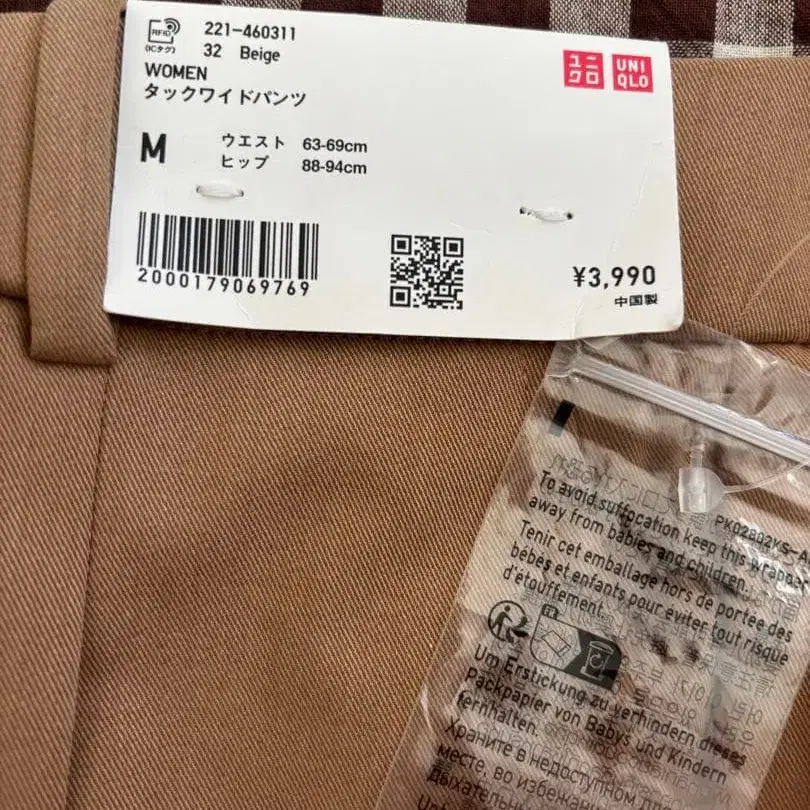 RFID
(ICタグ)
221-460311
32 Beige
WOMEN
タックワイドパンツ
ユニ
クロ
UNI
QLO
M
ウエスト 63-69cm
ヒップ 88-94cm
2000179069769
¥3,990
中国製
To avoid suffocation keep this wrapper
away from babies and children.
Tenir cet emballage hors de portée des
bébés et enfants pour éviter tout risque
d'étouffement.
FR
Um Erstickung zu verhindern dieses
Packpapier von Babys und Kindern
fernhalten.
Храните в недоступном
месте, во избежа
дыхательн